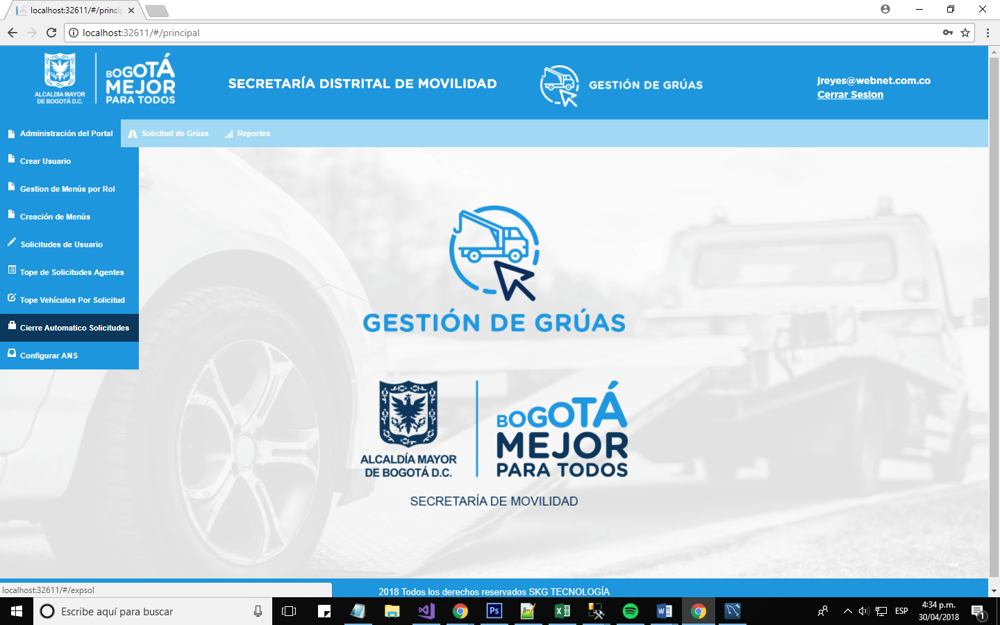 localhost:32611/#/princip
localhost:32611/#/principal
ALCALDÍA MAYOR
DE BOGOTÁ D.C.
BOGOTÁ
MEJOR
PARA TODOS
SECRETARÍA DISTRITAL DE MOVILIDAD
GESTIÓN DE GRÚAS
jreyes@webnet.com.co
Cerrar Sesion
Administración del Portal
Solicitud de Grúas
Reportes
Crear Usuario
Gestion de Menús por Rol
Creación de Menús
Solicitudes de Usuario
Tope de Solicitudes Agentes
Tope Vehículos Por Solicitud
Cierre Automatico Solicitudes
Configurar ANS
GESTIÓN DE GRÚAS
ALCALDÍA MAYOR
DE BOGOTÁ D.C.
BOGOTÁ
MEJOR
PARA TODOS
SECRETARÍA DE MOVILIDAD
localhost:32611/#/expsol
2018 Todos los derechos reservados SKG TECNOLOGÍA
Escribe aquí para buscar
Ps
ESP
4:34 p.m.
30/04/2018
1